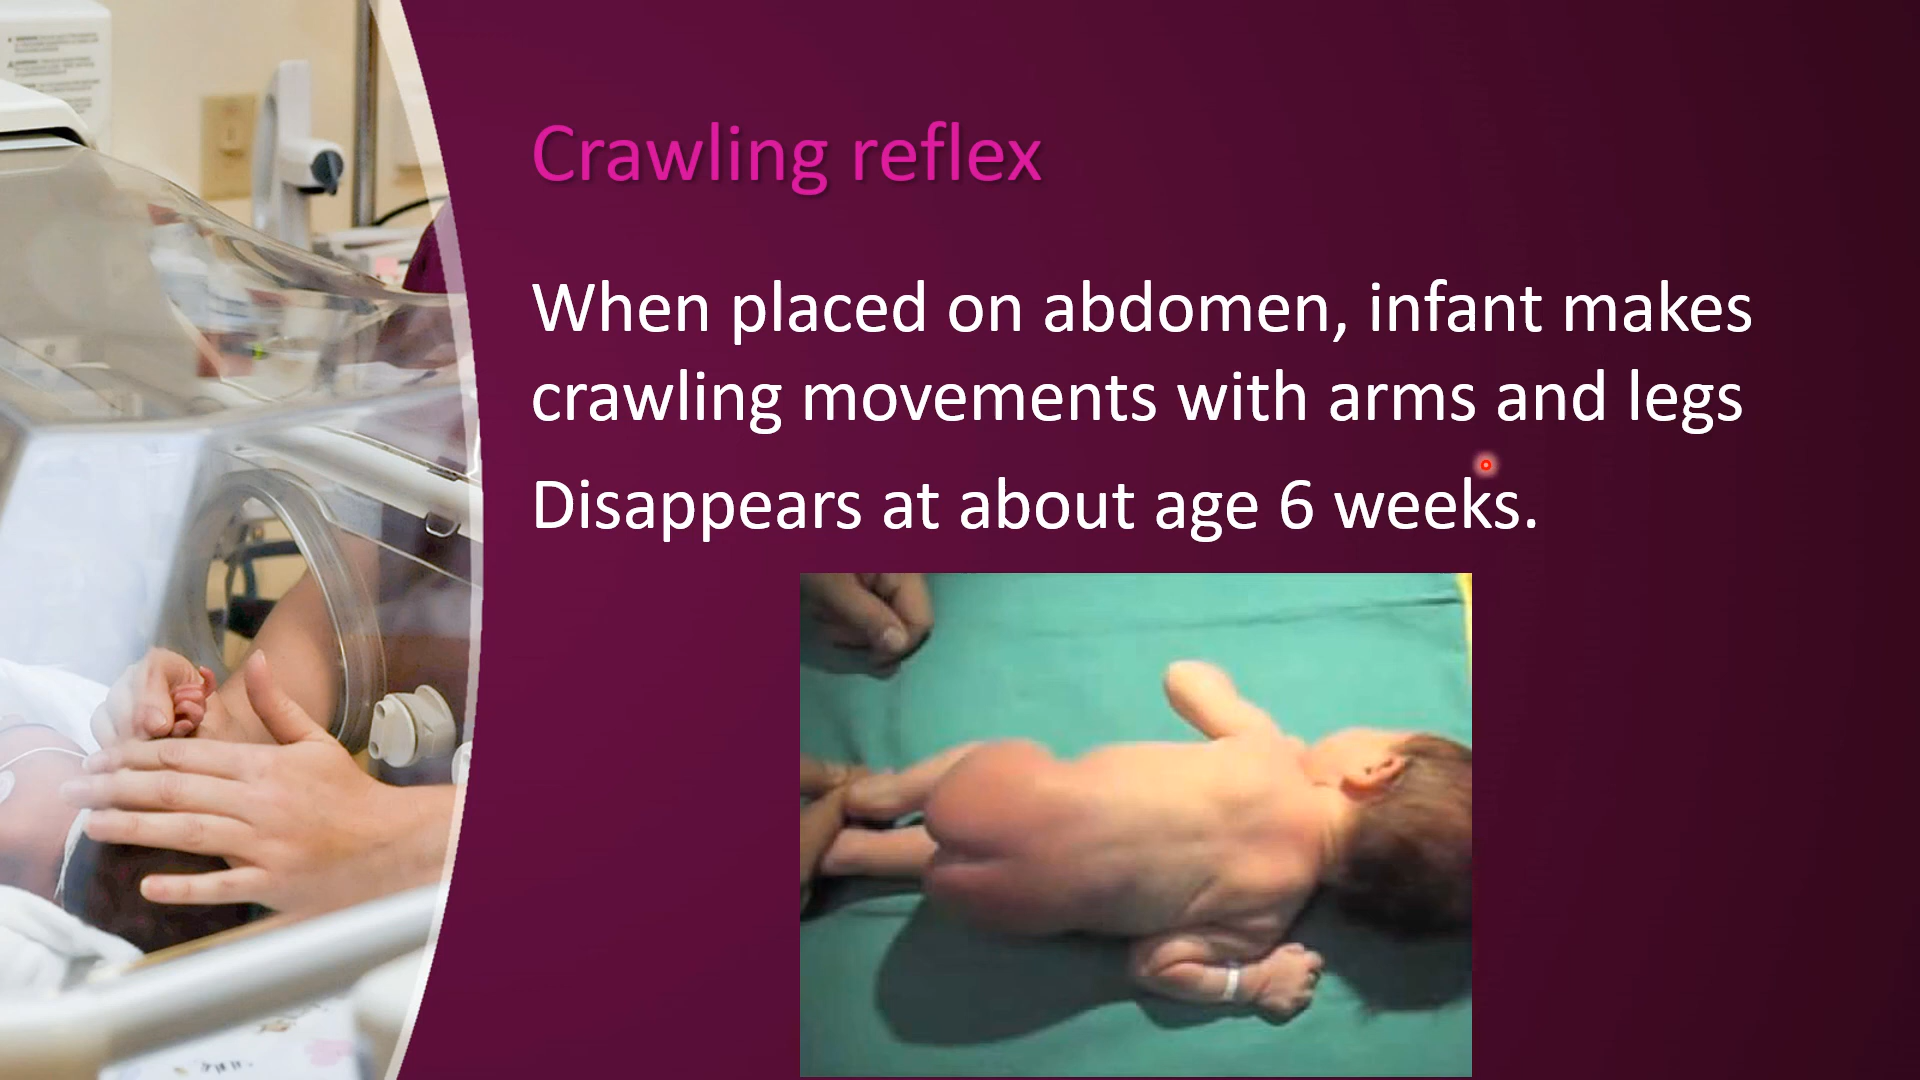 Crawling reflex
When placed on abdomen, infant makes
crawling movements with arms and legs
Disappears at about age 6 weeks.